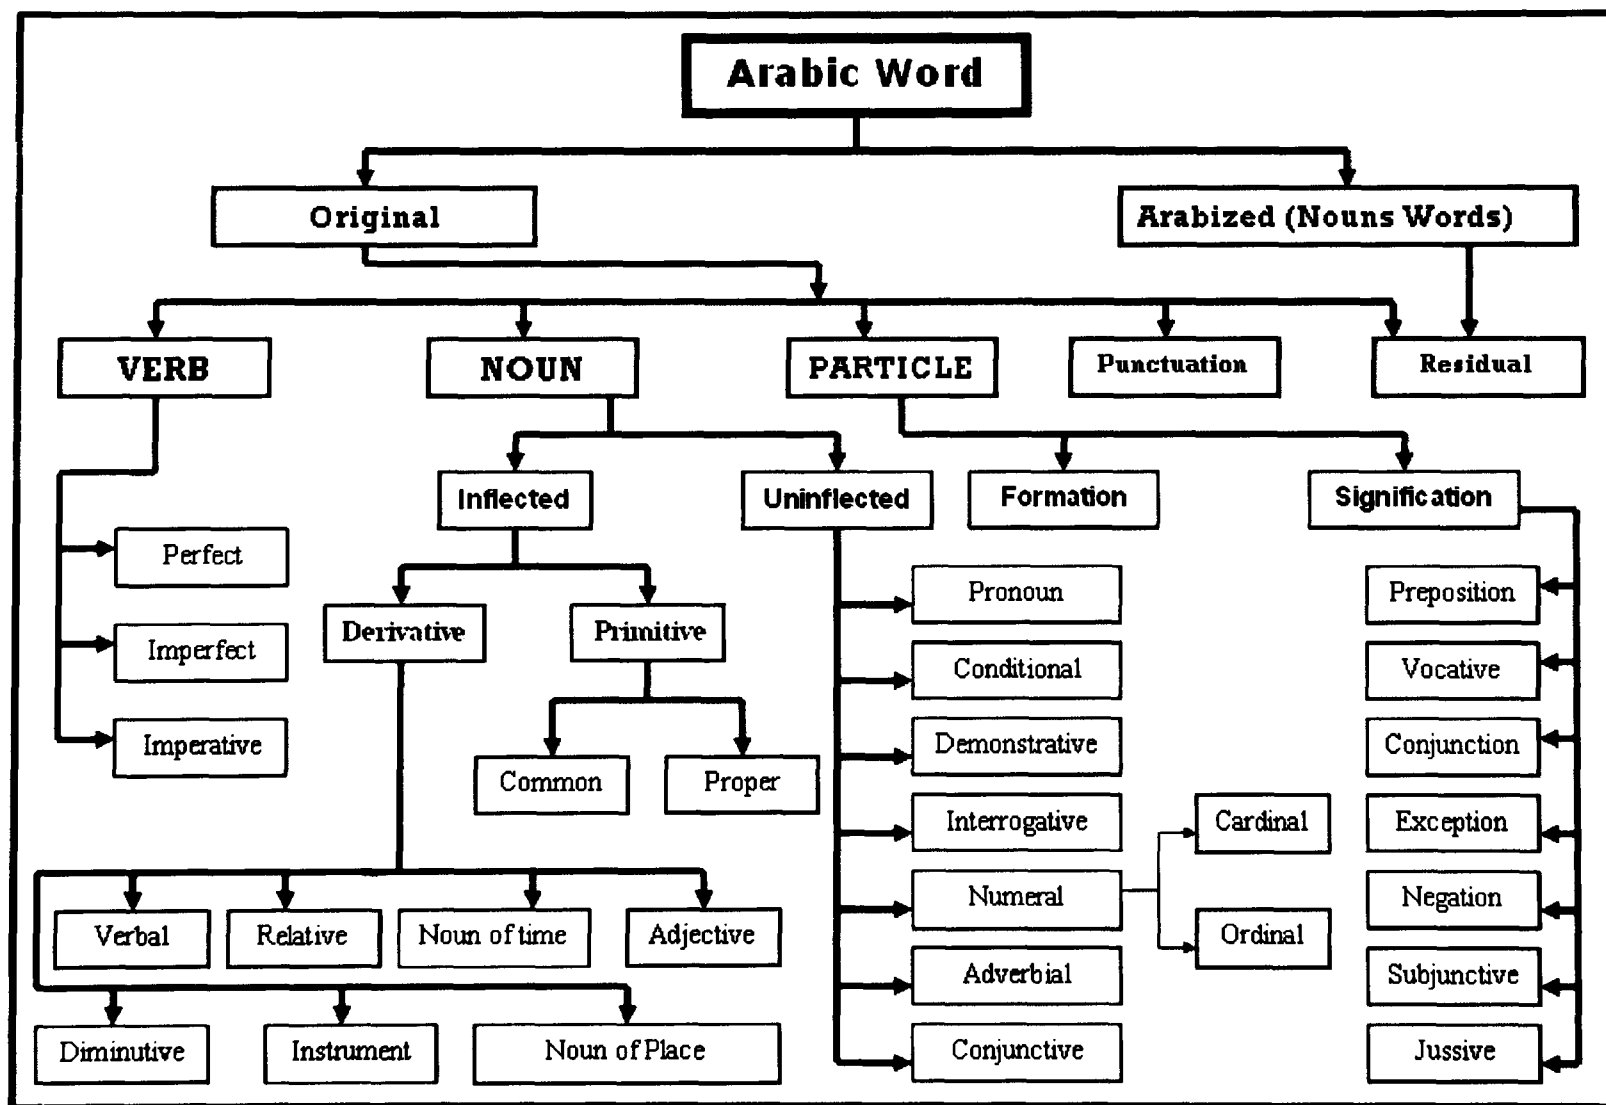 Arabic Word
Original
Arabized (Nouns Words)
VERB
NOUN
PARTICLE
Punctuation
Residual
Inflected
Uninflected
Formation
Signification
Perfect
Imperfect
Imperative
Derivative
Primitive
Common
Proper
Verbal
Relative
Noun of time
Adjective
Diminutive
Instrument
Noun of Place
Pronoun
Conditional
Demonstrative
Interrogative
Numeral
Adverbial
Conjunctive
Cardinal
Ordinal
Preposition
Vocative
Conjunction
Exception
Negation
Subjunctive
Jussive